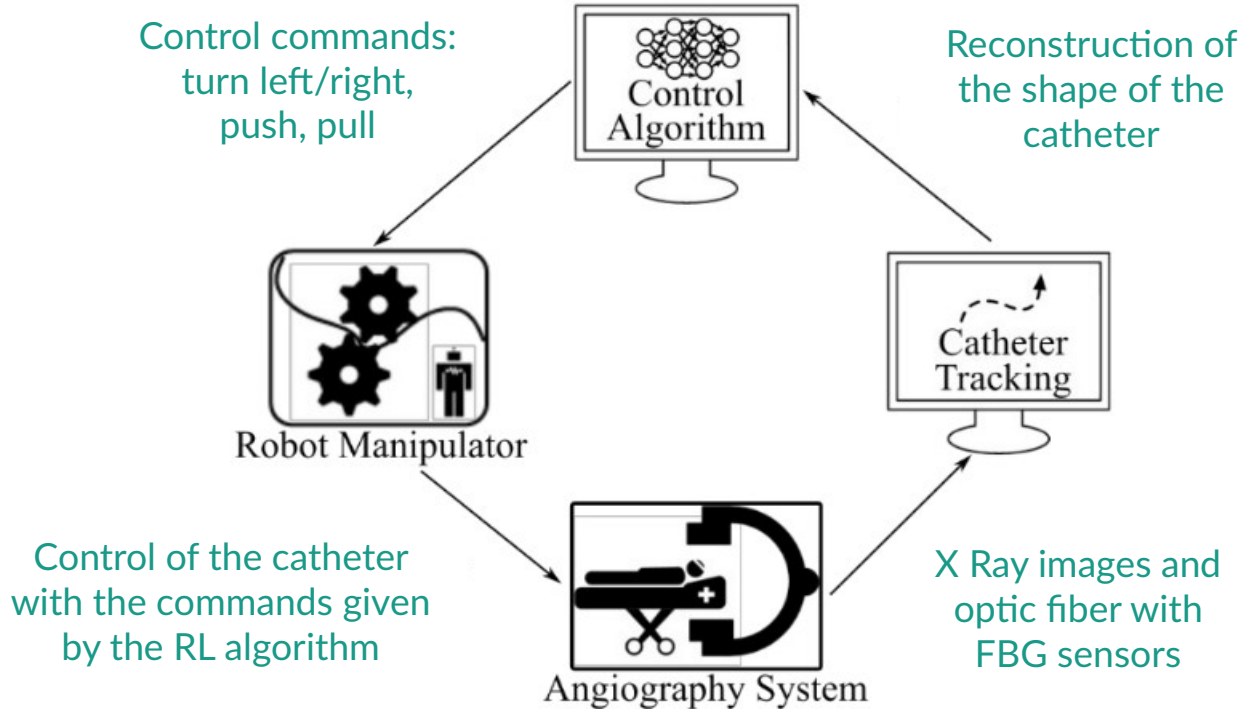 Control commands:
turn left/right,
push, pull
Control
Algorithm
Reconstruction of
the shape of the
catheter
Robot Manipulator
Catheter
Tracking
Control of the catheter
with the commands given
by the RL algorithm
Angiography System
X Ray images and
optic fiber with
FBG sensors